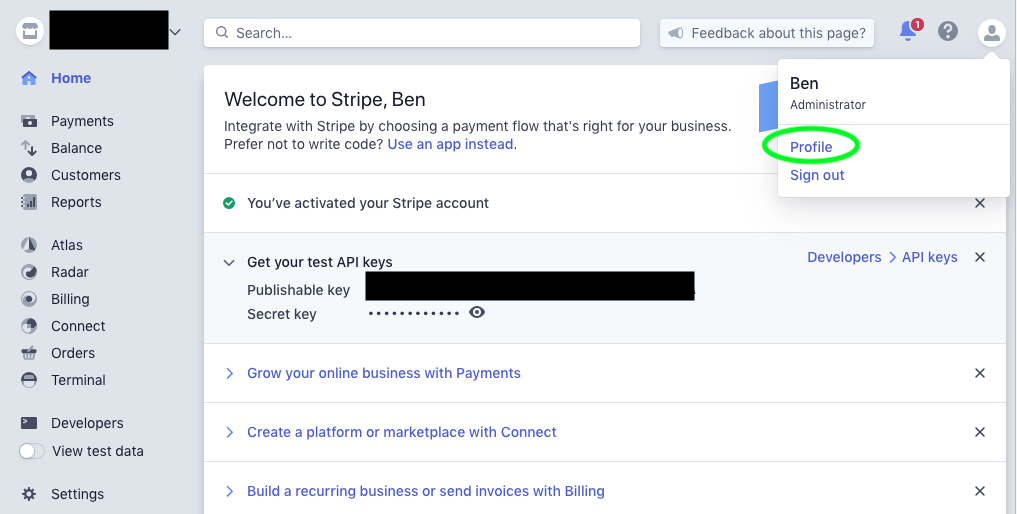 Search...
Feedback about this page?
1
Home
Payments
Balance
Customers
Reports
Atlas
Radar
Billing
Connect
Orders
Terminal
Developers
View test data
Settings
Welcome to Stripe, Ben
Integrate with Stripe by choosing a payment flow that's right for your business.
Prefer not to write code? Use an app instead.
Ben
Administrator
Profile
Sign out
You’ve activated your Stripe account
Get your test API keys
Developers > API keys
Publishable key
Secret key ••••••••••••
Grow your online business with Payments
Create a platform or marketplace with Connect
Build a recurring business or send invoices with Billing